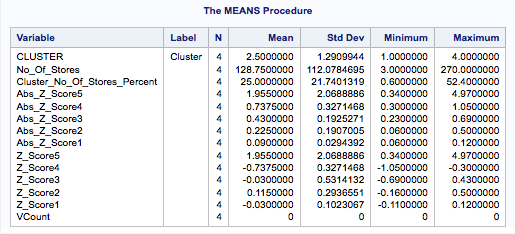 The MEANS Procedure
Variable Label N Mean Std Dev Minimum Maximum
CLUSTER Cluster 4 2.5000000 1.2909944 1.0000000 4.0000000
No_Of_Stores 4 128.7500000 112.0784695 3.0000000 270.0000000
Cluster_No_Of_Stores_Percent 4 25.0000000 21.7401319 0.6000000 52.4000000
Abs_Z_Score5 4 1.9550000 2.0688886 0.3400000 4.9700000
Abs_Z_Score4 4 0.7375000 0.3271468 0.3000000 1.0500000
Abs_Z_Score3 4 0.4300000 0.1925271 0.2300000 0.6900000
Abs_Z_Score2 4 0.2250000 0.1907005 0.0600000 0.5000000
Abs_Z_Score1 4 0.0900000 0.0294392 0.0600000 0.1200000
Z_Score5 4 1.9550000 2.0688886 0.3400000 4.9700000
Z_Score4 4 -0.7375000 0.3271468 -1.0500000 -0.3000000
Z_Score3 4 -0.0300000 0.5314132 -0.6900000 0.4300000
Z_Score2 4 0.1150000 0.2936551 -0.1600000 0.5000000
Z_Score1 4 -0.0300000 0.1023067 -0.1100000 0.1200000
VCount 4 0 0 0 0